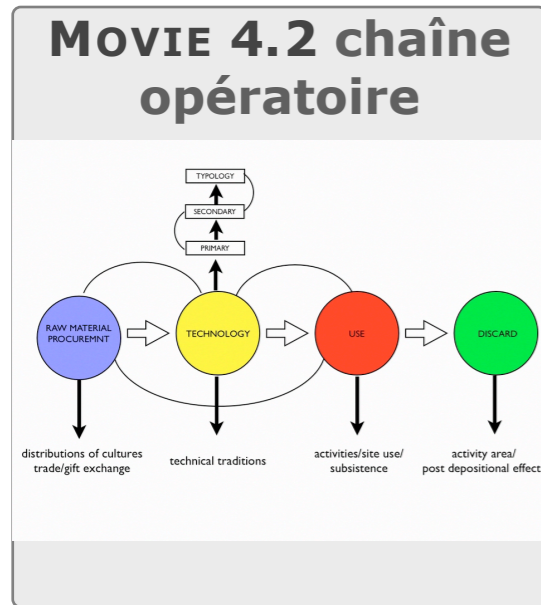 MOVIE 4.2 chaîne
opératoire
TYPOLOGY
SECONDARY
PRIMARY
RAW MATERIAL
PROCUREMNT
TECHNOLOGY
USE
DISCARD
distributions of cultures
trade/gift exchange
technical traditions
activities/site use/
subsistence
activity area/
post depositional effect